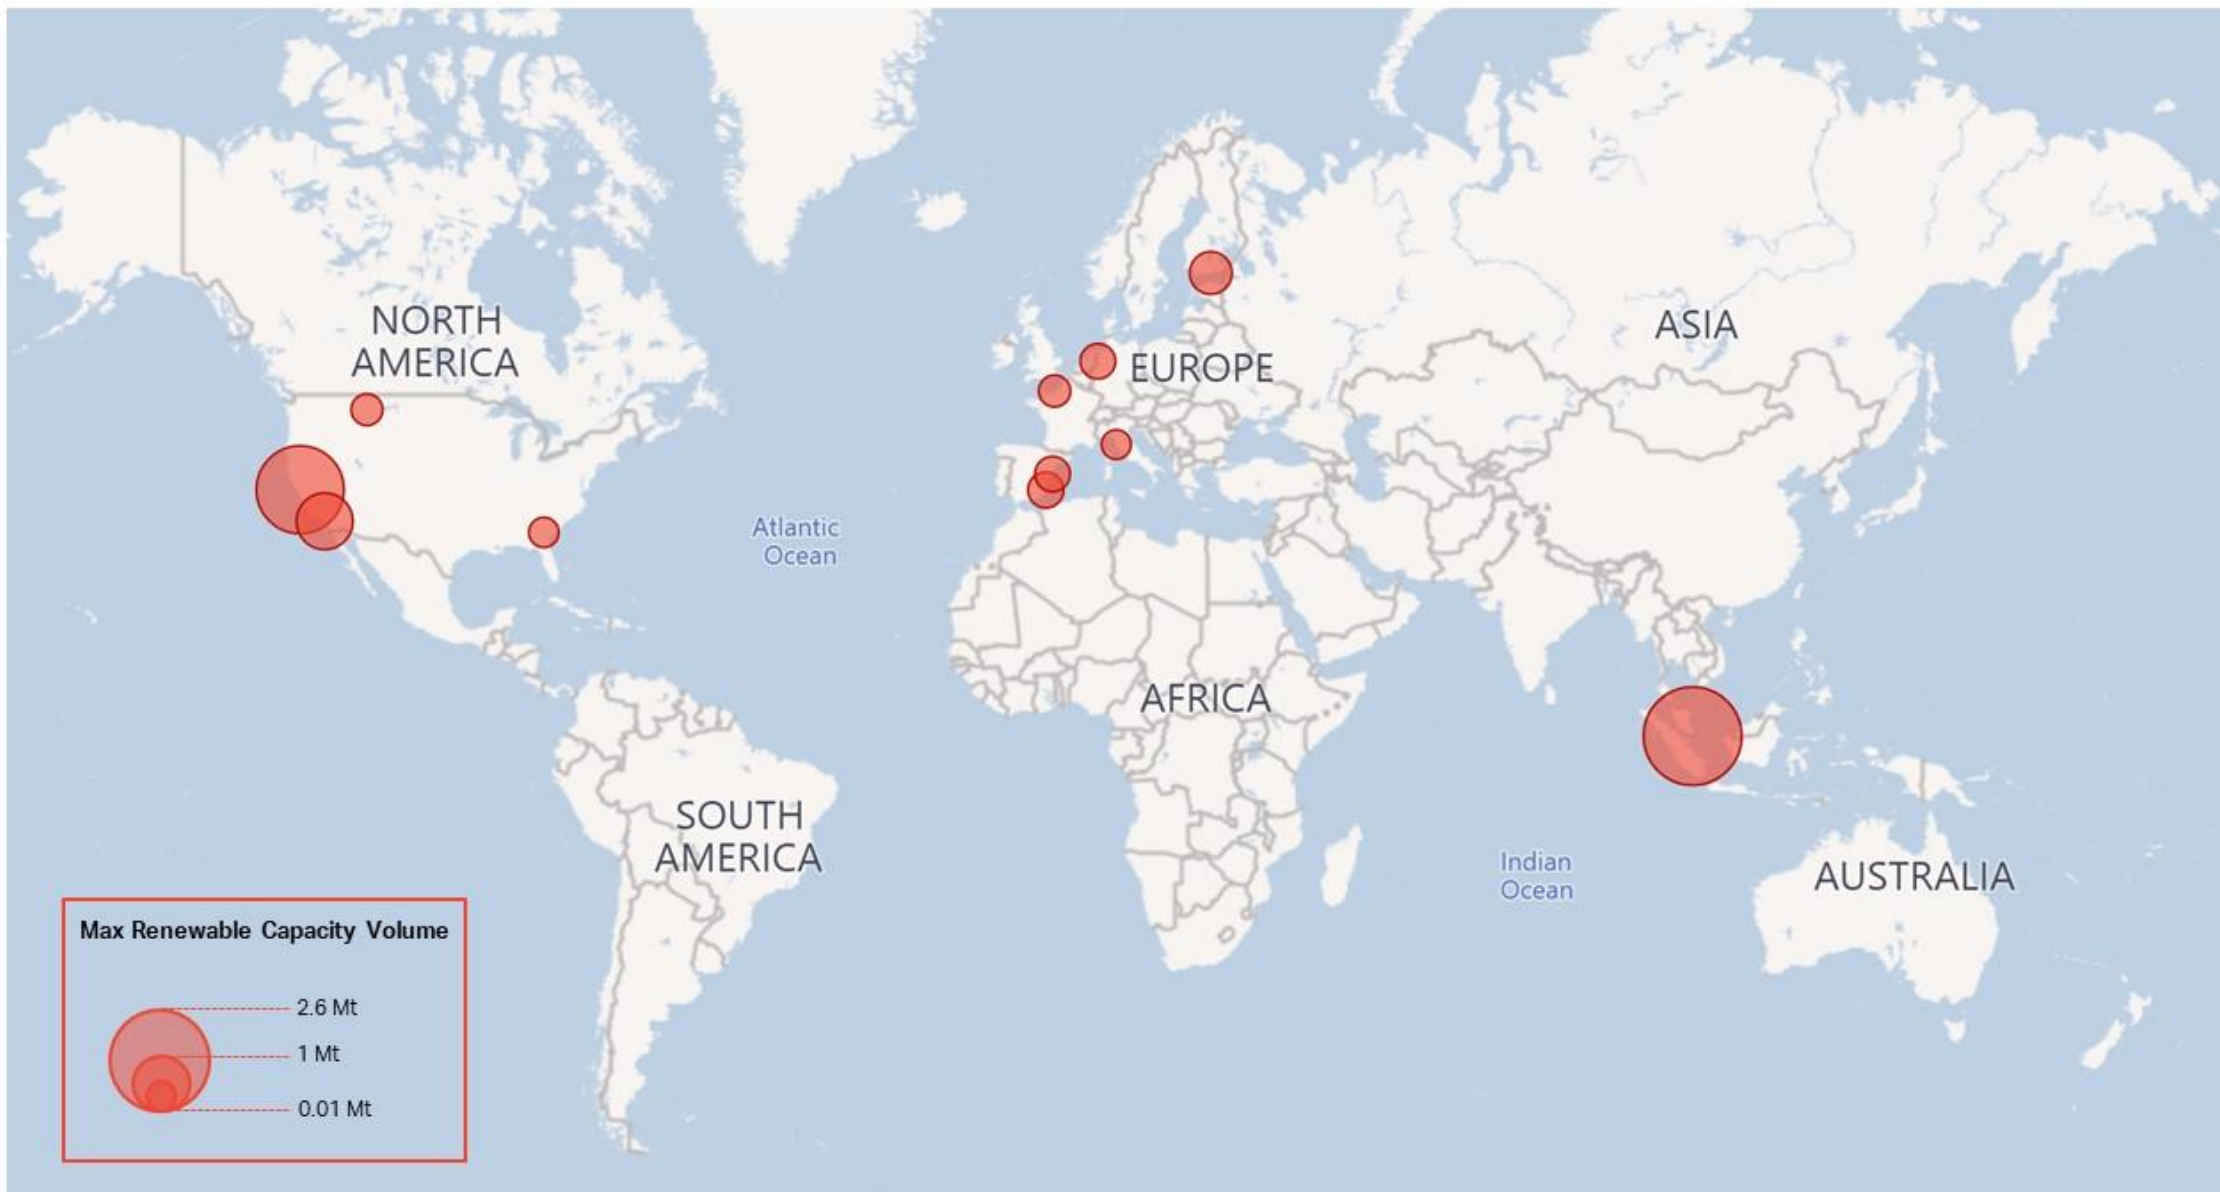 NORTH
AMERICA
EUROPE
ASIA
Atlantic
Ocean
AFRICA
SOUTH
AMERICA
Indian
Ocean
AUSTRALIA
Max Renewable Capacity Volume
2.6 Mt
1 Mt
0.01 Mt